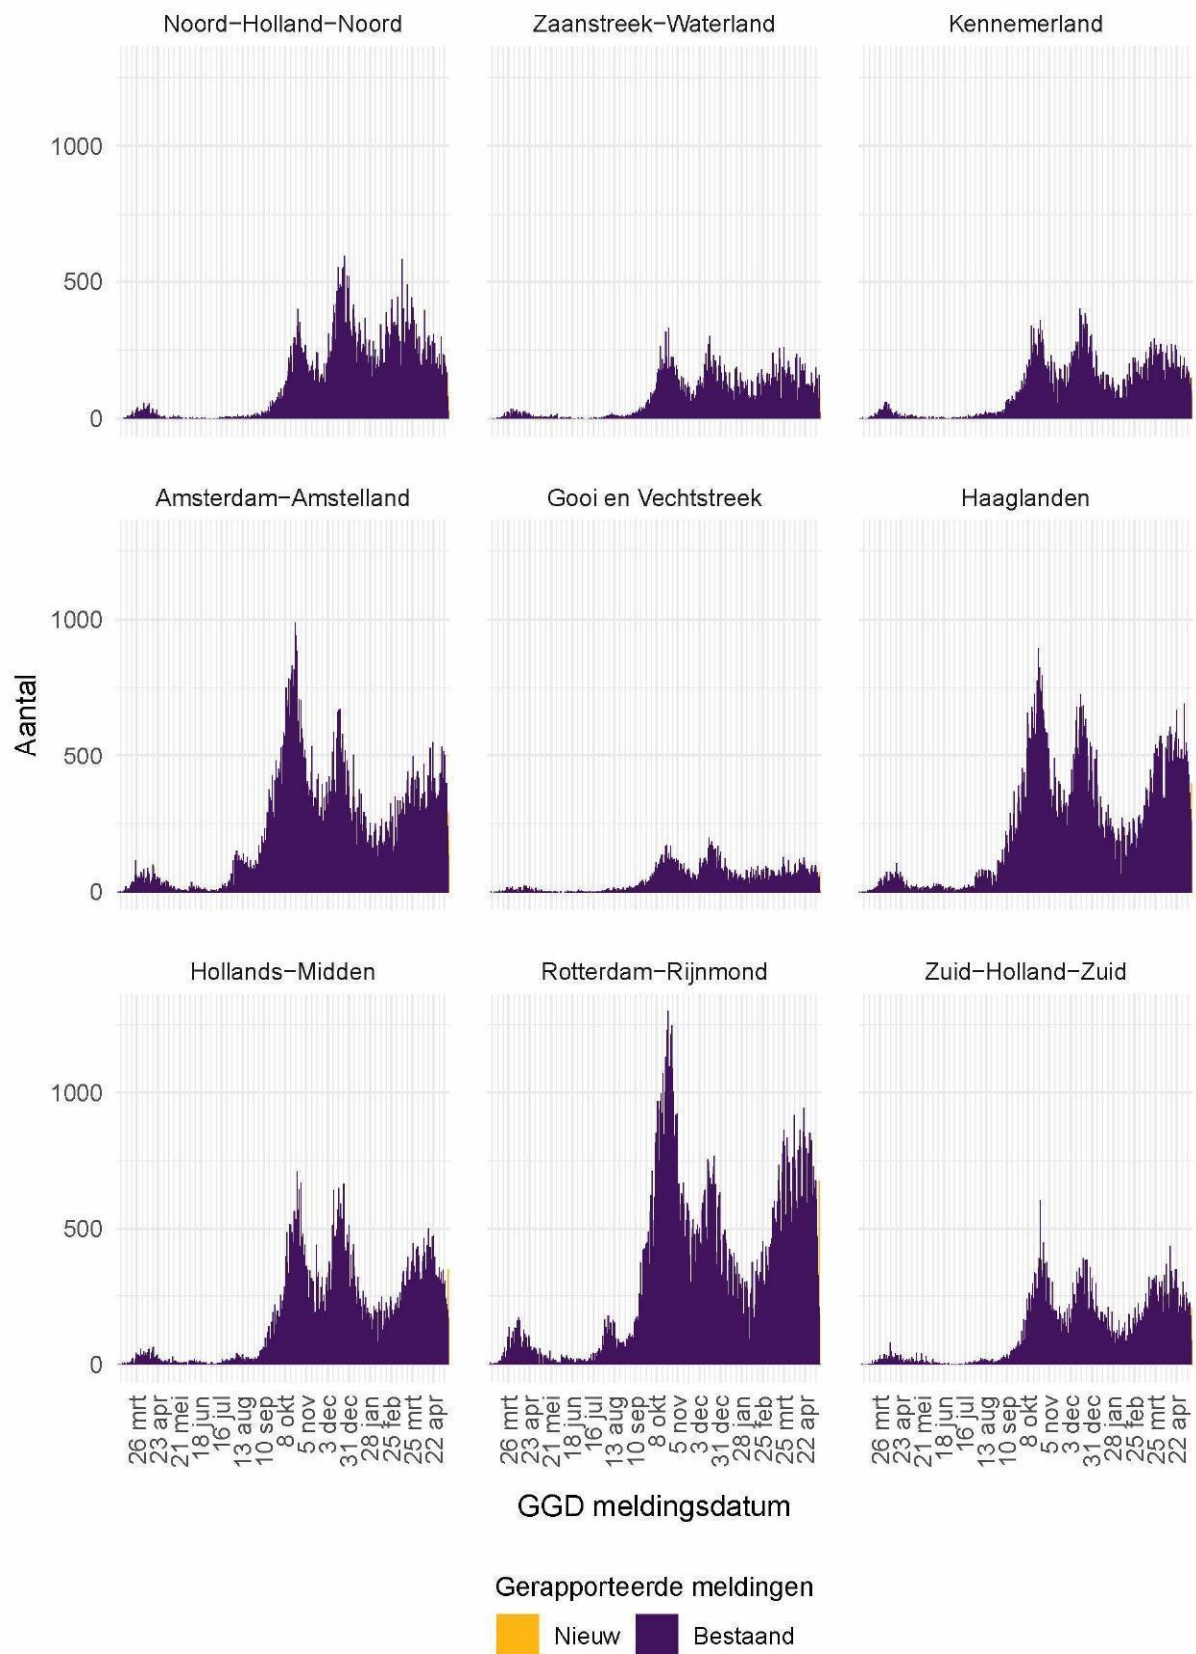 Noord-Holland-Noord Zaanstreek-Waterland Kennemerland
1000
500
0
Amsterdam-Amstelland Gooi en Vechtstreek Haaglanden
1000
500
0
Aantal
Hollands-Midden Rotterdam-Rijnmond Zuid-Holland-Zuid
1000
500
0
26 mrt 23 apr 21 mei 18 jun 16 jul 13 aug 10 sep 8 okt 5 nov 3 dec 31 dec 28 jan 25 feb 25 mrt 22 apr
26 mrt 23 apr 21 mei 18 jun 16 jul 13 aug 10 sep 8 okt 5 nov 3 dec 31 dec 28 jan 25 feb 25 mrt 22 apr
26 mrt 23 apr 21 mei 18 jun 16 jul 13 aug 10 sep 8 okt 5 nov 3 dec 31 dec 28 jan 25 feb 25 mrt 22 apr
GGD meldingsdatum
Gerapporteerde meldingen
Nieuw Bestaand